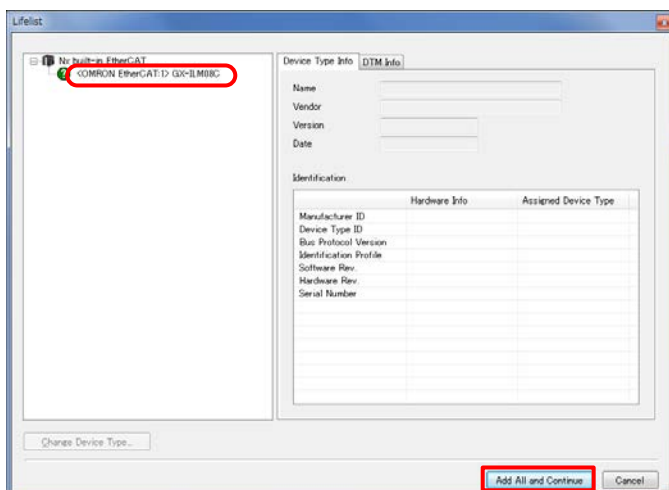 Lifelist
Nx built-in EtherCAT
<OMRON EtherCAT:1> GX-ILM08C
Device Type Info DTM Info
Name
Vendor
Version
Date
Identification
Hardware Info Assigned Device Type
Manufacturer ID
Device Type ID
Bus Protocol Version
Identification Profile
Software Rev.
Hardware Rev.
Serial Number
Change Device Type...
Add All and Continue Cancel